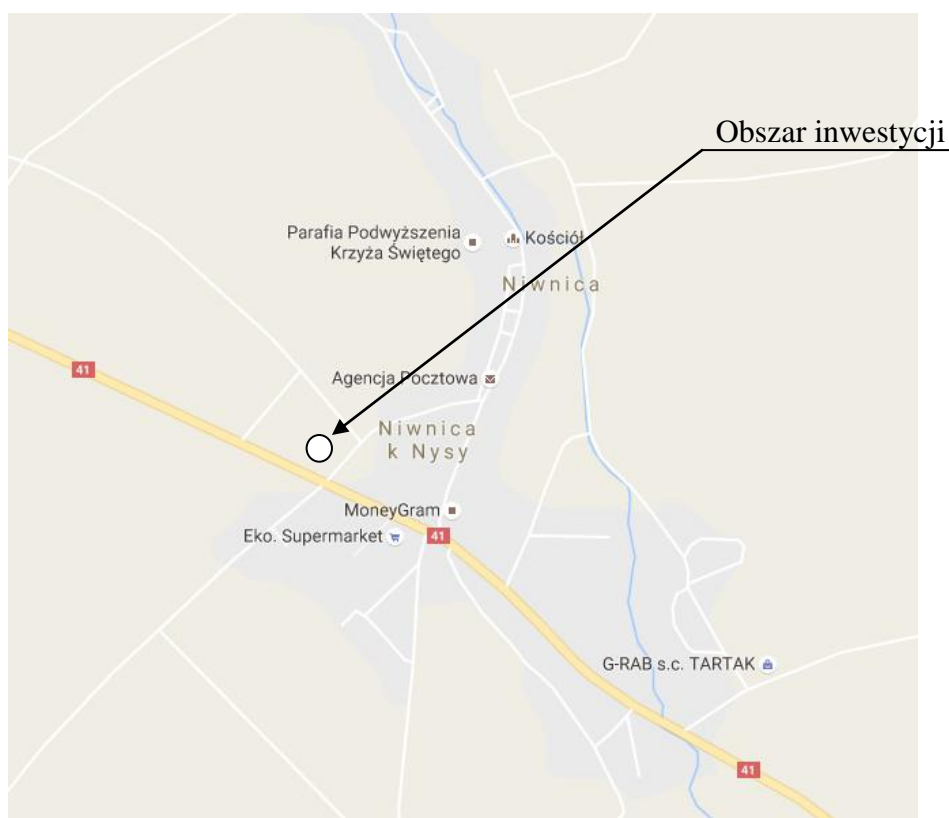 Obszar inwestycji
Parafia Podwyższenia
Krzyża Świętego
Kościół
Niwnica
41
Agencja Pocztowa
Niwnica
k Nysy
MoneyGram
Eko. Supermarket
41
G-RAB s.c. TARTAK
41